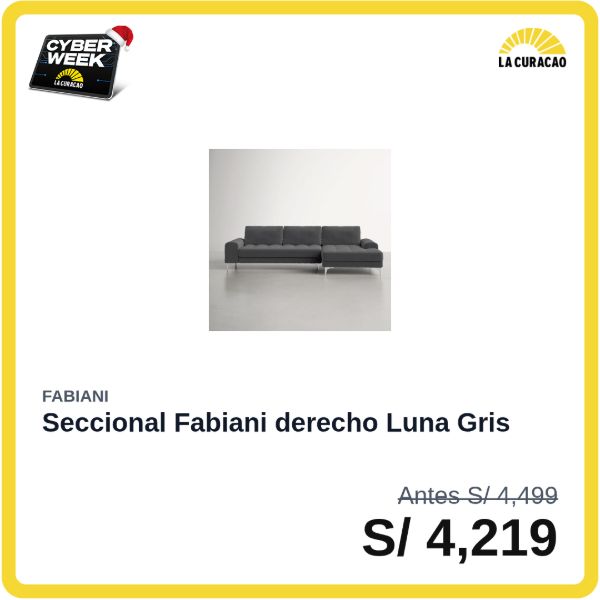 CYBER
WEEK
LA CURACAO
LA CURACAO
FABIANI
Seccional Fabiani derecho Luna Gris
Antes S/ 4,499
S/ 4,219